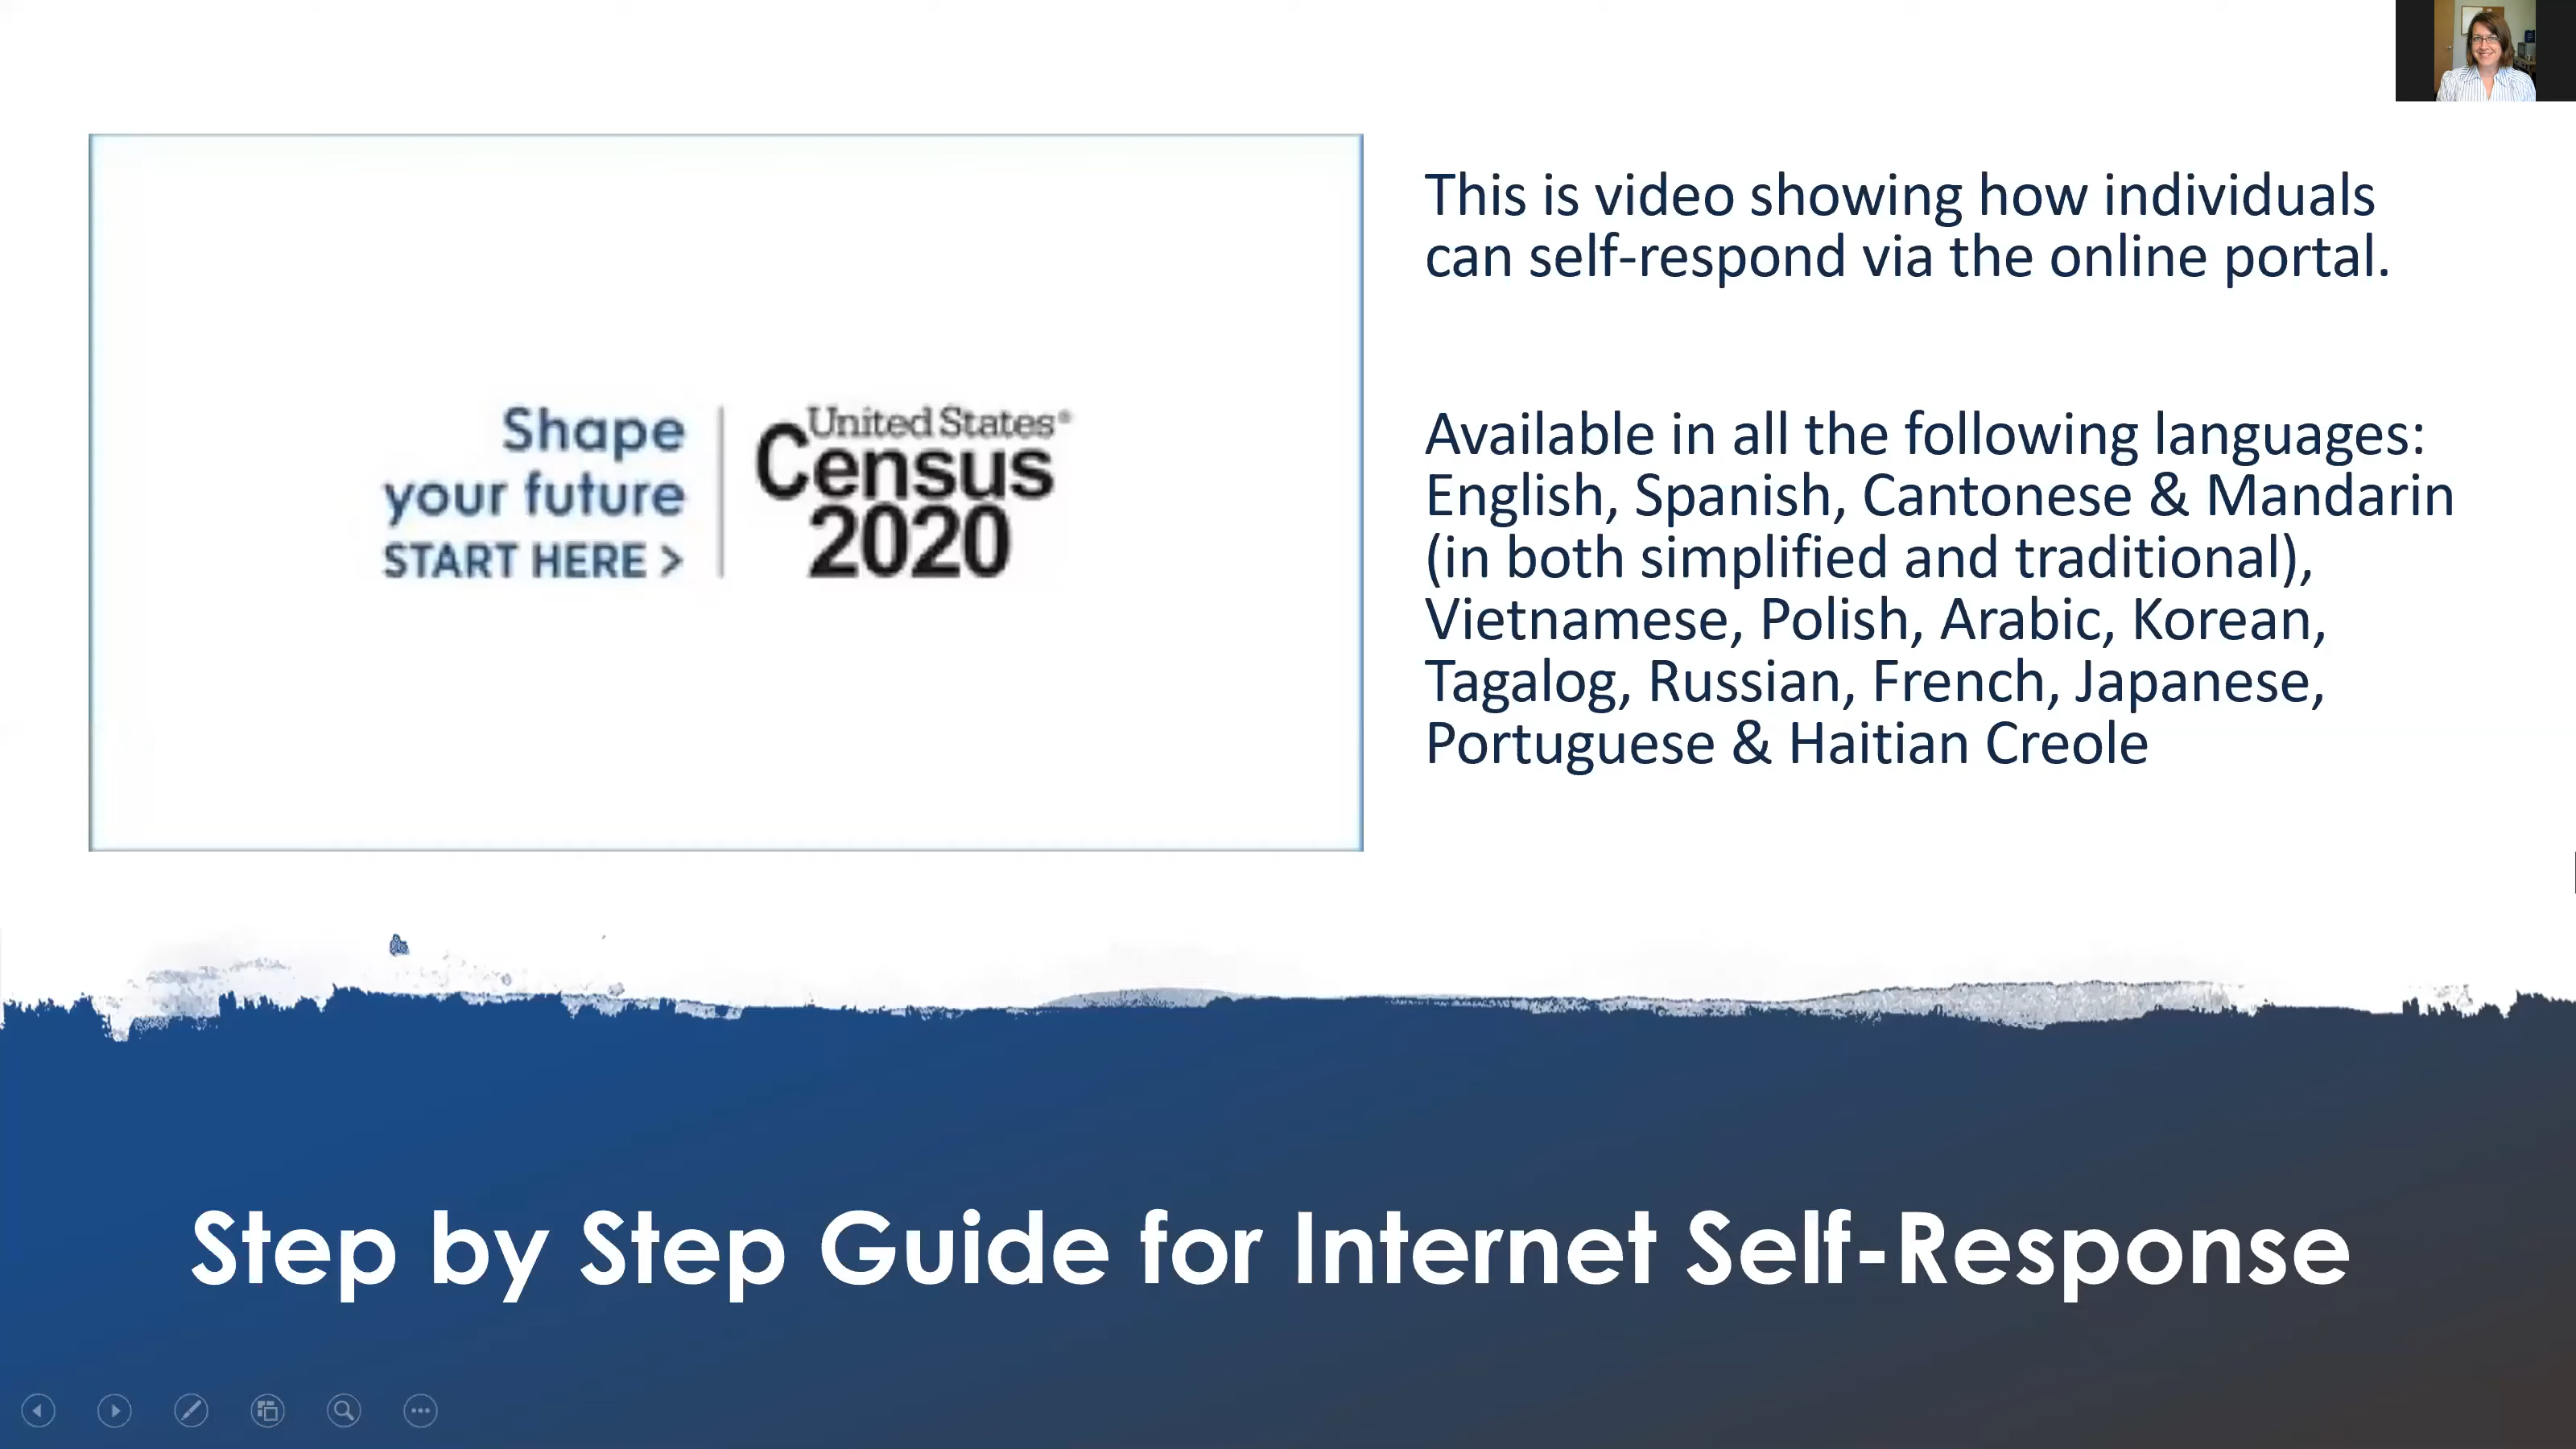 This is video showing how individuals
can self-respond via the online portal.
Shape
your future
START HERE >
United States®
Census
2020
Available in all the following languages:
English, Spanish, Cantonese & Mandarin
(in both simplified and traditional),
Vietnamese, Polish, Arabic, Korean,
Tagalog, Russian, French, Japanese,
Portuguese & Haitian Creole
Step by Step Guide for Internet Self-Response